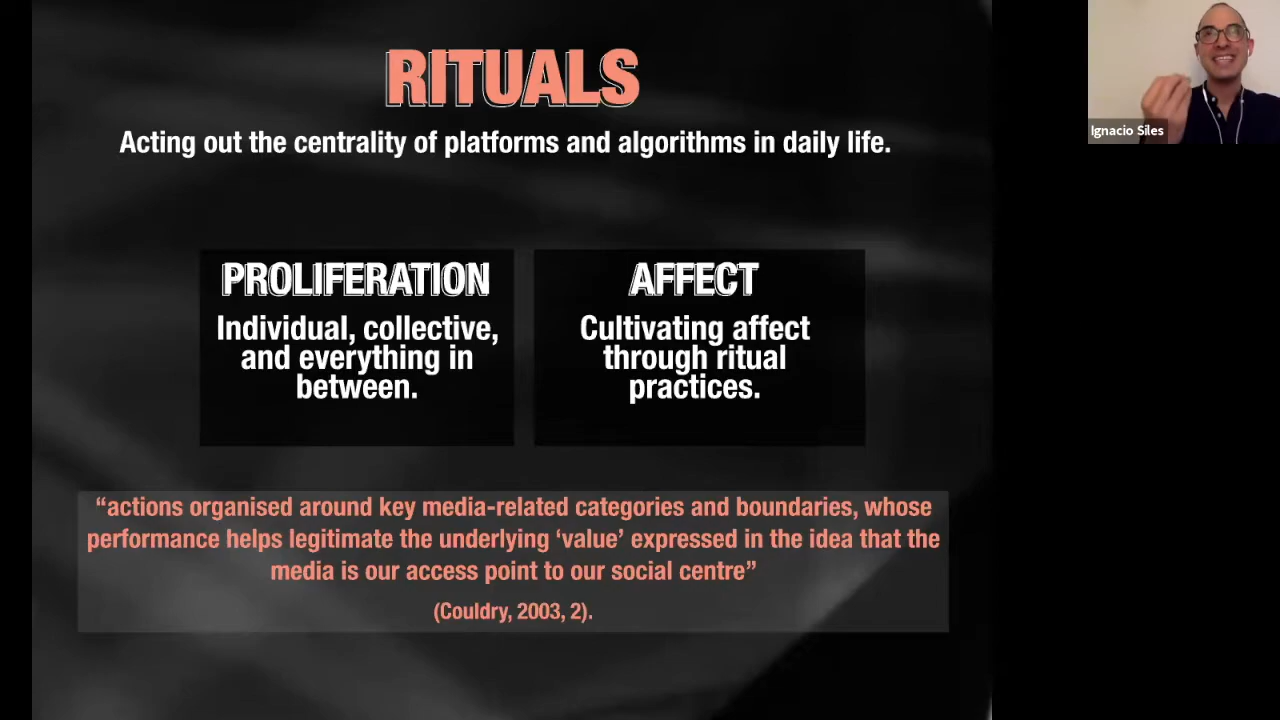 RITUALS
Acting out the centrality of platforms and algorithms in daily life.
PROLIFERATION
Individual, collective,
and everything in
between.
AFFECT
Cultivating affect
through ritual
practices.
“actions organised around key media-related categories and boundaries, whose
performance helps legitimate the underlying ‘value’ expressed in the idea that the
media is our access point to our social centre”
(Couldry, 2003, 2).
Ignacio Siles